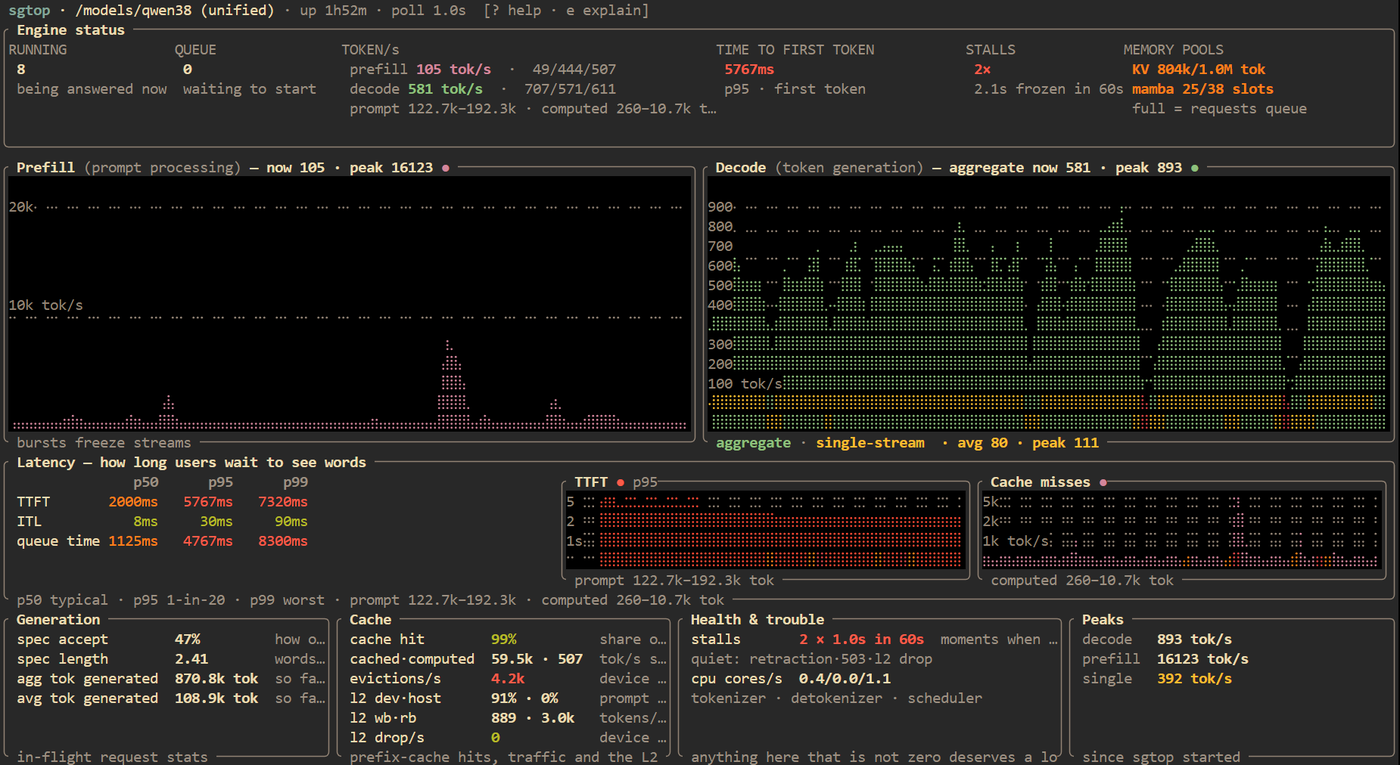 sgtop · /models/qwen38 (unified) · up 1h52m · poll 1.0s [? help · e explain]
Engine status
RUNNING QUEUE TOKEN/s TIME TO FIRST TOKEN STALLS MEMORY POOLS
8 0 prefill 105 tok/s · 49/444/507 5767ms 2× KV 804k/1.0M tok
being answered now waiting to start decode 581 tok/s · 707/571/611 p95 · first token 2.1s frozen in 60s mamba 25/38 slots
prompt 122.7k–192.3k · computed 260–10.7k t… full = requests queue
Prefill (prompt processing) — now 105 · peak 16123 ●
20k
10k tok/s
bursts freeze streams
Decode (token generation) — aggregate now 581 · peak 893 ●
900
800
700
600
500
400
300
200
100 tok/s
aggregate · single-stream · avg 80 · peak 111
Latency — how long users wait to see words
p50 p95 p99
TTFT 2000ms 5767ms 7320ms
ITL 8ms 30ms 90ms
queue time 1125ms 4767ms 8300ms
TTFT ● p95
5
2
1s
prompt 122.7k–192.3k tok
Cache misses ●
5k
2k
1k tok/s
computed 260–10.7k tok
p50 typical · p95 1-in-20 · p99 worst · prompt 122.7k–192.3k · computed 260–10.7k tok
Generation
spec accept 47% how o…
spec length 2.41 words…
agg tok generated 870.8k tok so fa…
avg tok generated 108.9k tok so fa…
in-flight request stats
Cache
cache hit 99% share o…
cached·computed 59.5k · 507 tok/s s…
evictions/s 4.2k device …
l2 dev·host 91% · 0% prompt …
l2 wb·rb 889 · 3.0k tokens/…
l2 drop/s 0 device …
prefix-cache hits, traffic and the L2
Health & trouble
stalls 2 × 1.0s in 60s moments when …
quiet: retraction·503·l2 drop
cpu cores/s 0.4/0.0/1.1
tokenizer · detokenizer · scheduler
anything here that is not zero deserves a lo
Peaks
decode 893 tok/s
prefill 16123 tok/s
single 392 tok/s
since sgtop started